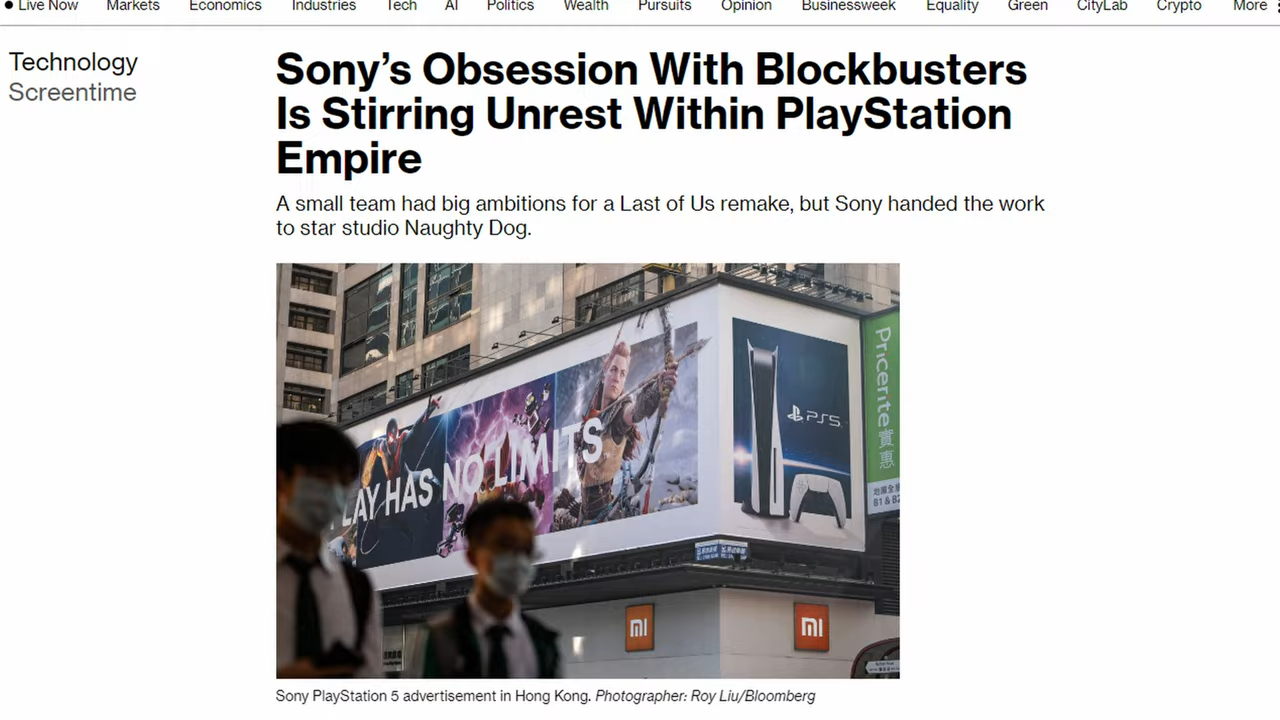 Live Now Markets Economics Industries Tech AI Politics Wealth Pursuits Opinion Businessweek Equality Green CityLab Crypto More
Technology
Screentime
Sony's Obsession With Blockbusters
Is Stirring Unrest Within PlayStation
Empire
A small team had big ambitions for a Last of Us remake, but Sony handed the work
to star studio Naughty Dog.
LAY HAS NO LIMITS
PS5
Pricerite 實惠
B1 & B2
mi
mi
Sony PlayStation 5 advertisement in Hong Kong. Photographer: Roy Liu/Bloomberg